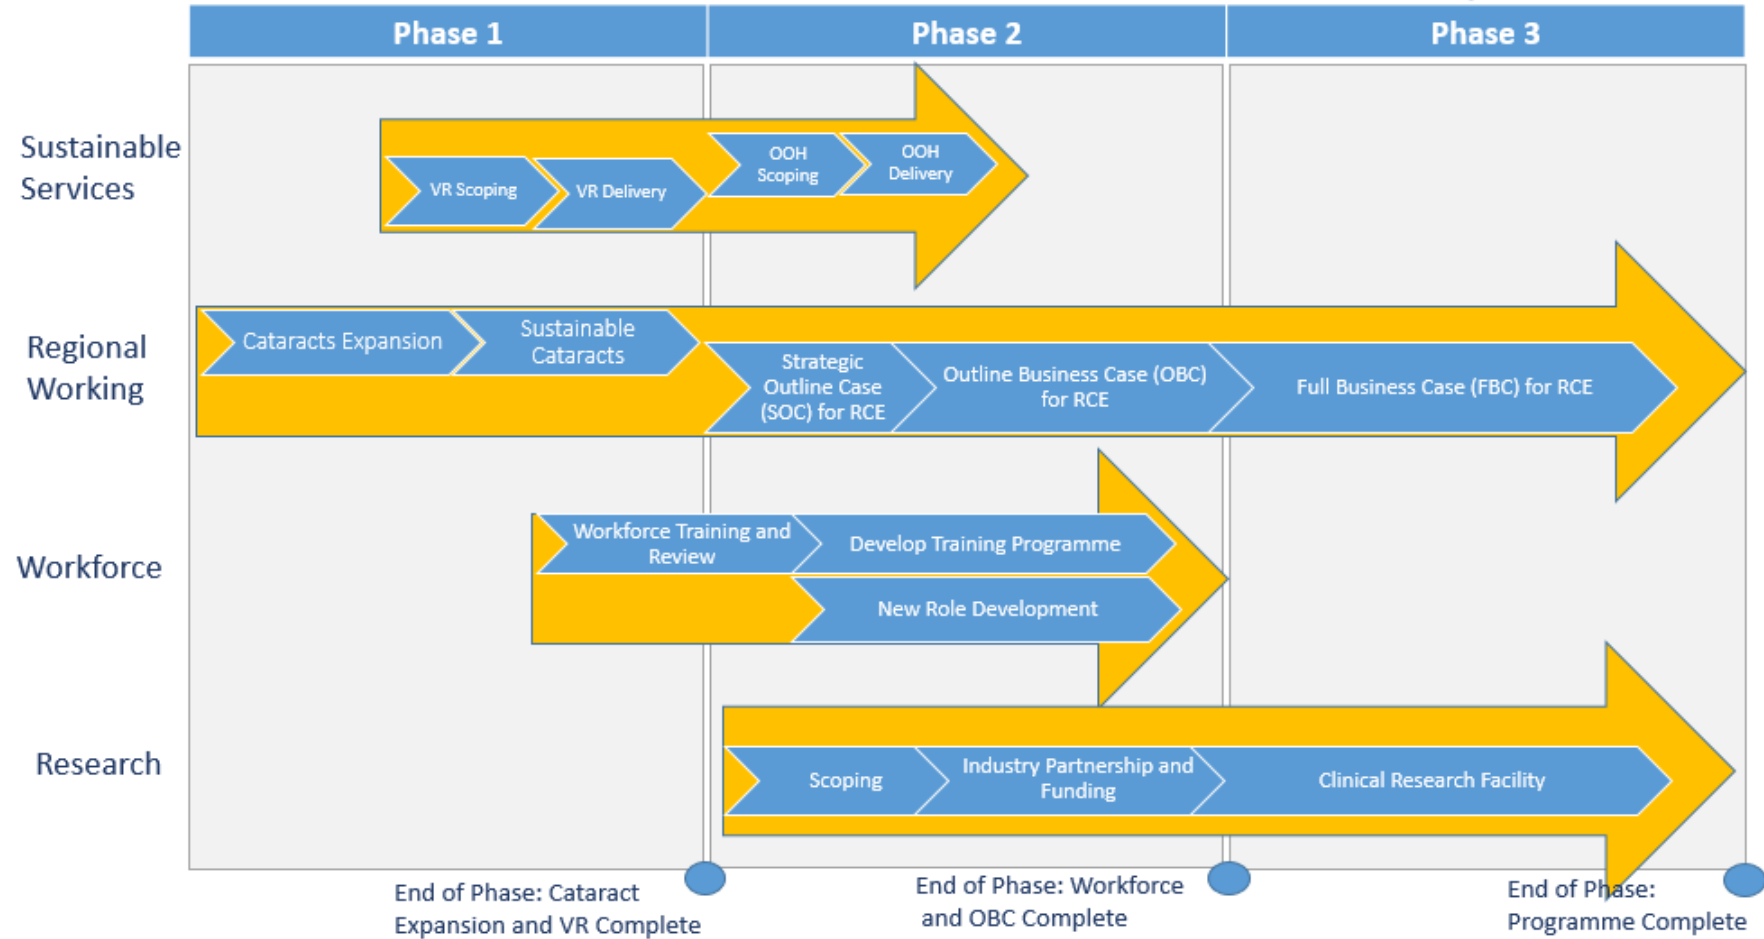 Phase 1
Phase 2
Phase 3
Sustainable
Services
VR Scoping
VR Delivery
OOH
Scoping
OOH
Delivery
Regional
Working
Cataracts Expansion
Sustainable
Cataracts
Strategic
Outline Case
(SOC) for RCE
Outline Business Case (OBC)
for RCE
Full Business Case (FBC) for RCE
Workforce
Workforce Training and
Review
Develop Training Programme
New Role Development
Research
Scoping
Industry Partnership and
Funding
Clinical Research Facility
End of Phase: Cataract
Expansion and VR Complete
End of Phase: Workforce
and OBC Complete
End of Phase:
Programme Complete